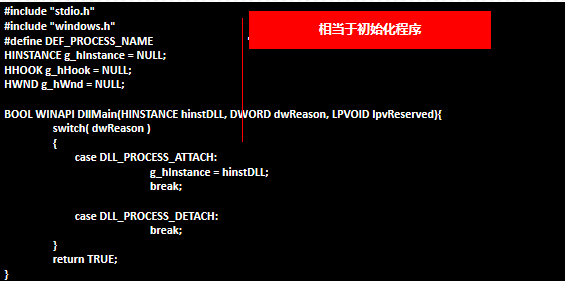 #include "stdio.h"
#include "windows.h"
#define DEF_PROCESS_NAME "
HINSTANCE g_hInstance = NULL;
HHOOK g_hHook = NULL;
HWND g_hWnd = NULL;
相当于初始化程序
BOOL WINAPI DllMain(HINSTANCE hinstDLL, DWORD dwReason, LPVOID lpvReserved){
switch( dwReason )
{
case DLL_PROCESS_ATTACH:
g_hInstance = hinstDLL;
break;
case DLL_PROCESS_DETACH:
break;
}
return TRUE;
}